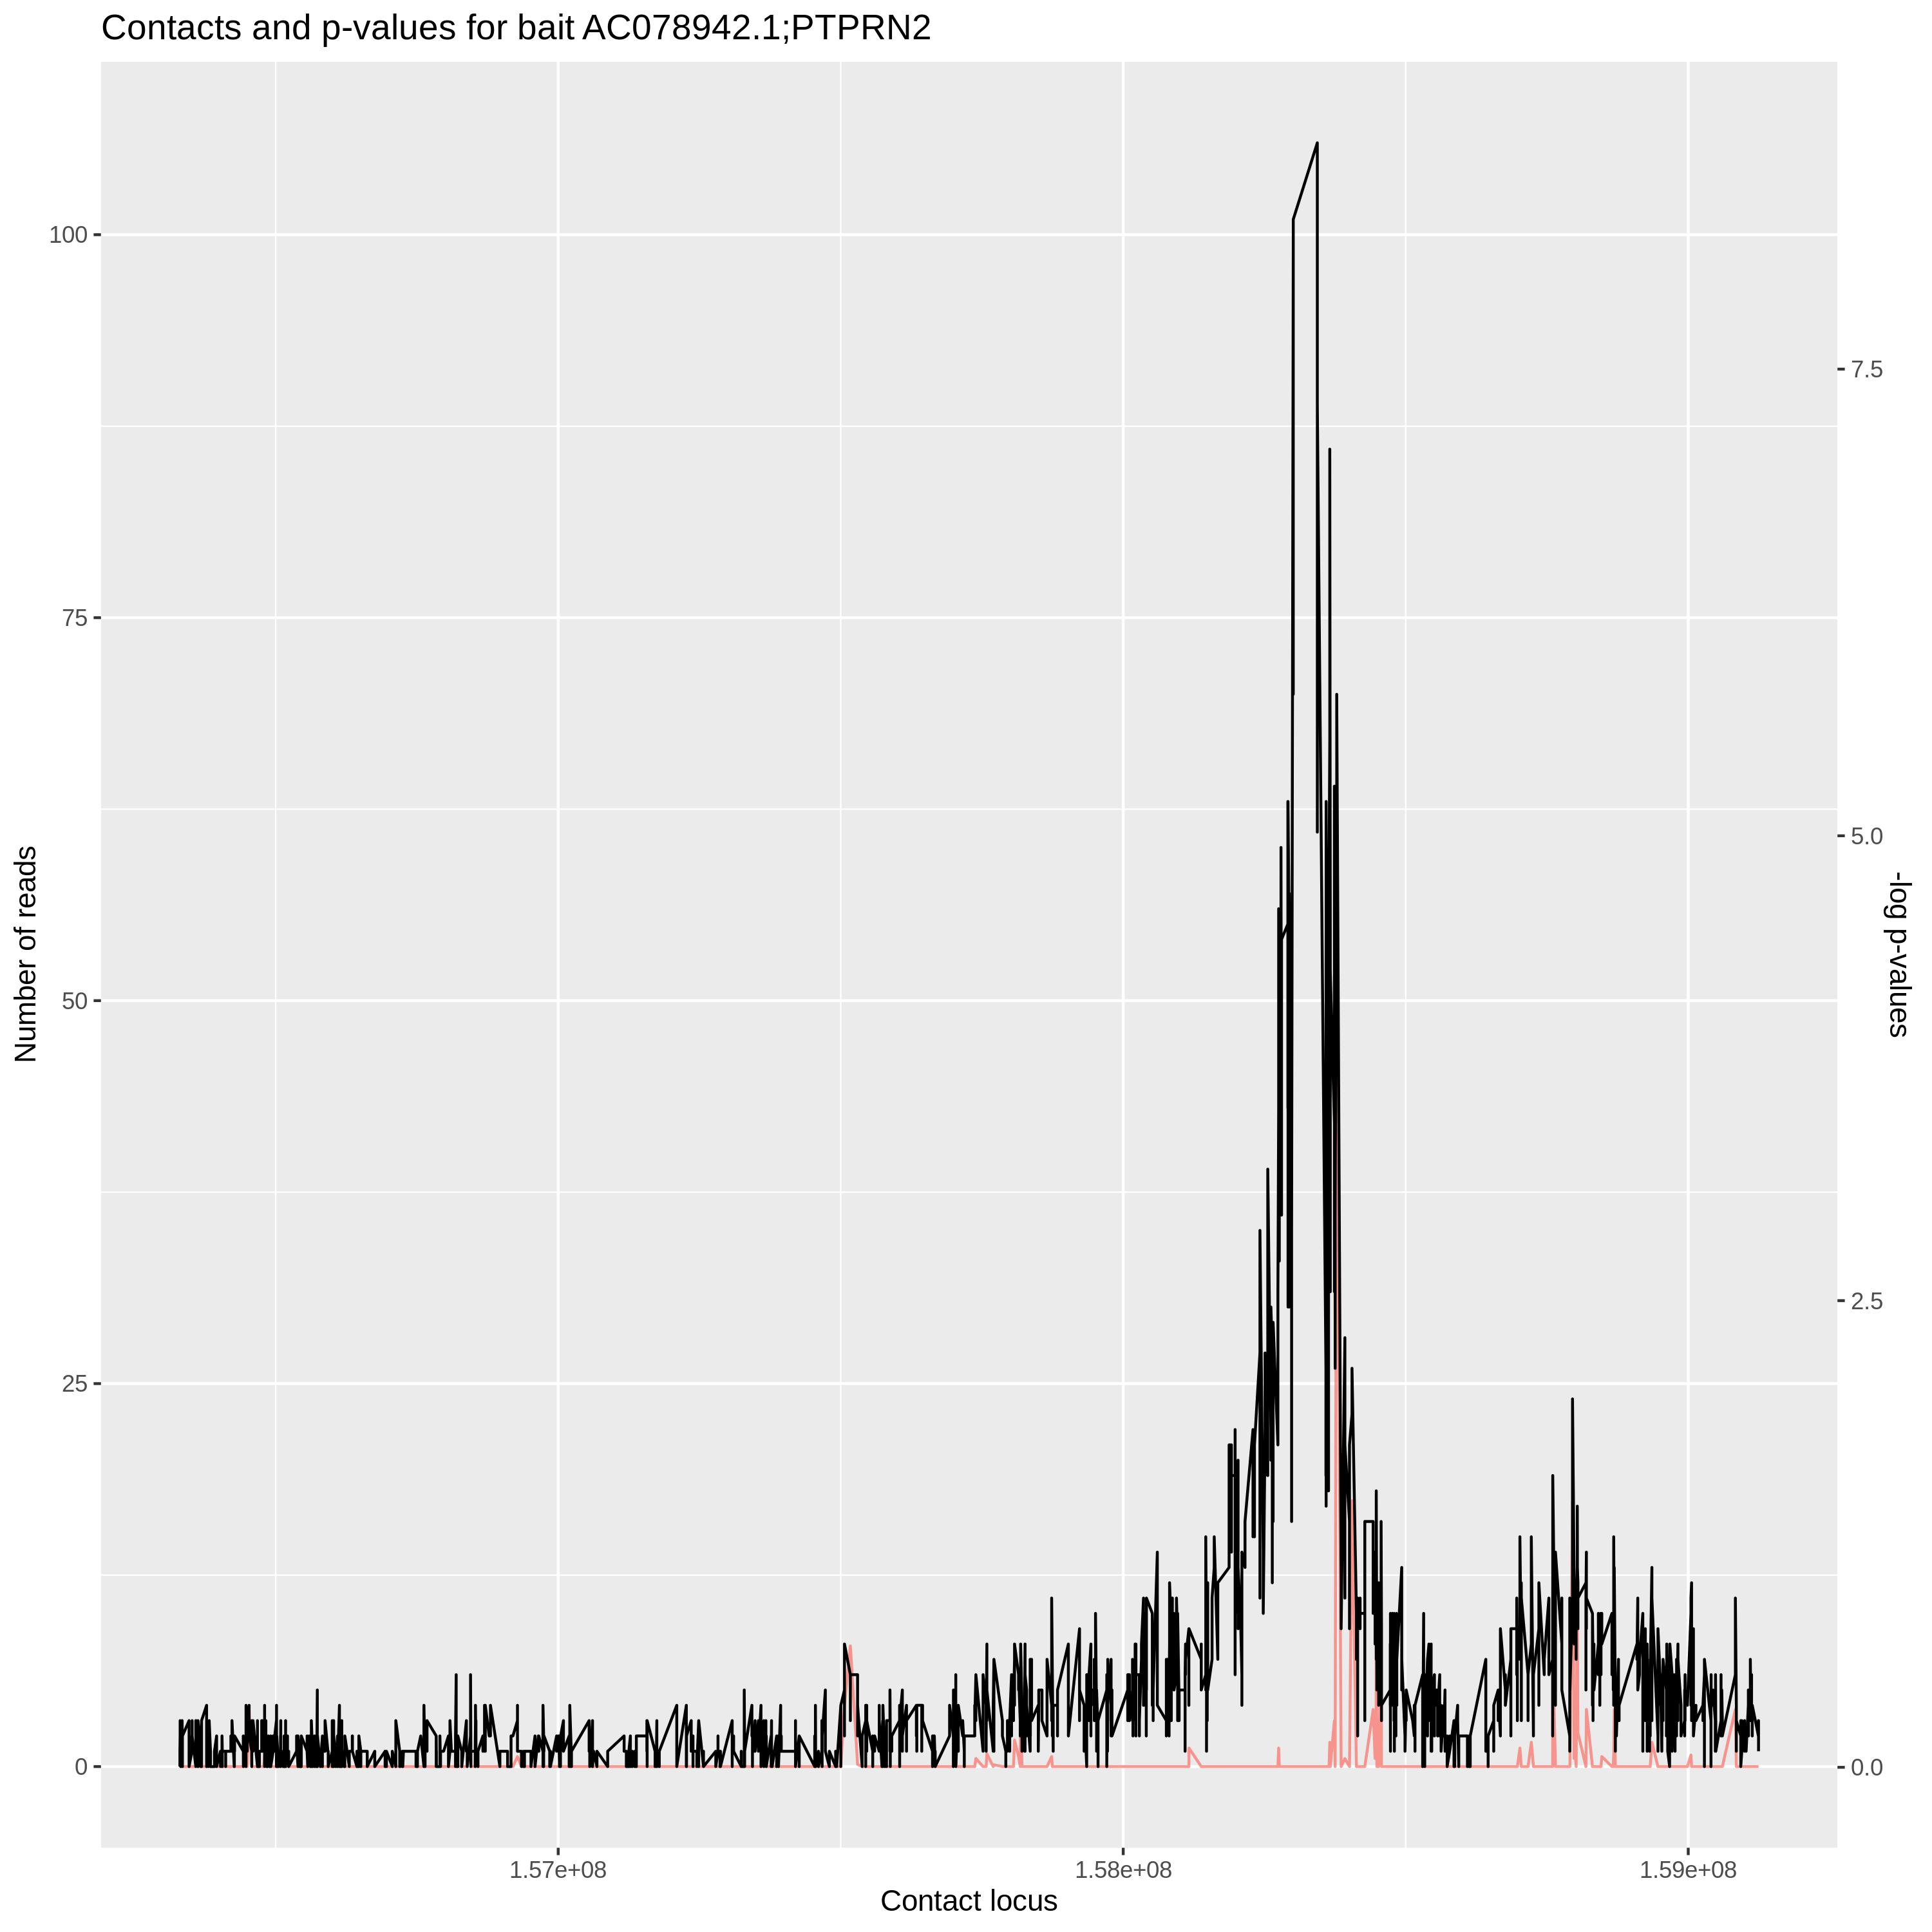 Contacts and p-values for bait AC078942.1;PTPRN2
100
75
50
25
0
Number of reads
7.5
5.0
2.5
0.0
-log p-values
1.57e+08
1.58e+08
1.59e+08
Contact locus